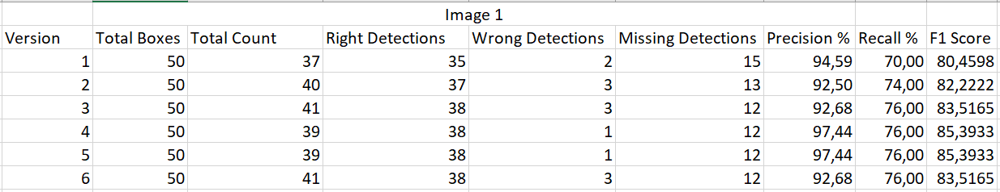 Image 1
Version Total Boxes Total Count Right Detections Wrong Detections Missing Detections Precision % Recall % F1 Score
1 50 37 35 2 15 94,59 70,00 80,4598
2 50 40 37 3 13 92,50 74,00 82,2222
3 50 41 38 3 12 92,68 76,00 83,5165
4 50 39 38 1 12 97,44 76,00 85,3933
5 50 39 38 1 12 97,44 76,00 85,3933
6 50 41 38 3 12 92,68 76,00 83,5165